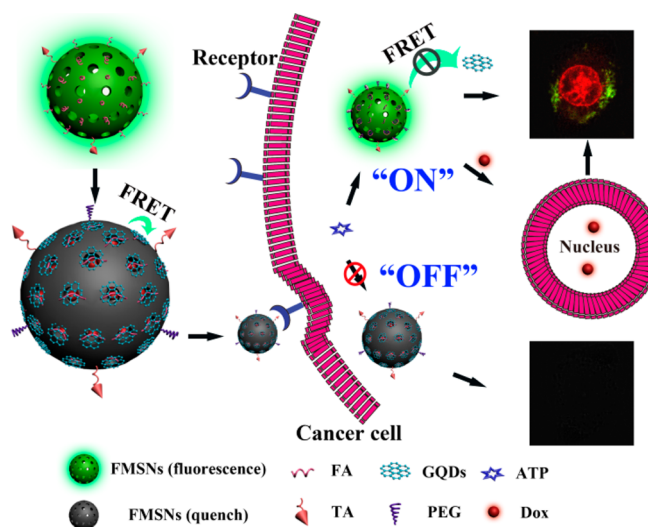 Receptor
FRET
FRET
“ON”
“OFF”
Nucleus
Cancer cell
FMSNs (fluorescence) FA GQDs ATP
FMSNs (quench) TA PEG Dox